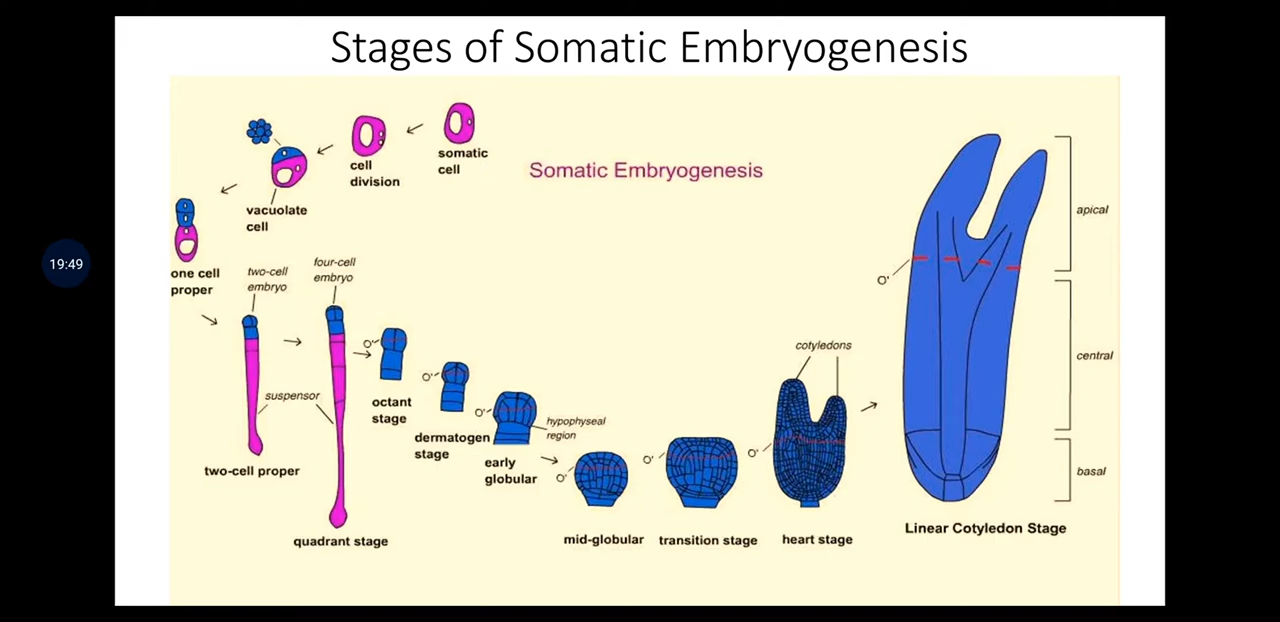 Stages of Somatic Embryogenesis
somatic
cell
cell
division
Somatic Embryogenesis
vacuolate
cell
one cell
proper
two-cell
embryo
four-cell
embryo
suspensor
two-cell proper
quadrant stage
O'
octant
stage
O'
dermatogen
stage
O'
hypophyseal
region
early
globular
O'
mid-globular
O'
transition stage
O'
cotyledons
heart stage
O'
apical
central
basal
Linear Cotyledon Stage
19:49